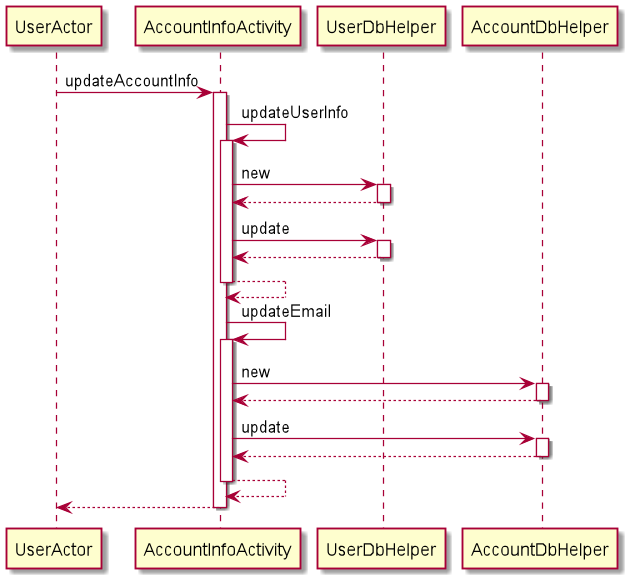 UserActor
AccountInfoActivity
UserDbHelper
AccountDbHelper
updateAccountInfo
updateUserInfo
new
update
updateEmail
new
update
UserActor
AccountInfoActivity
UserDbHelper
AccountDbHelper